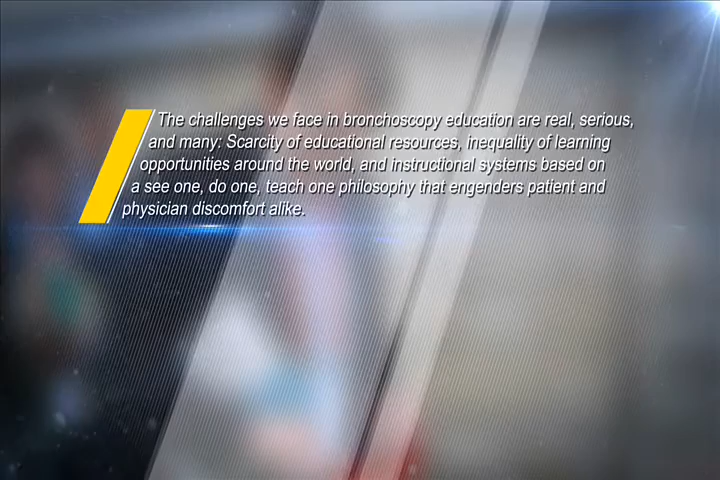 The challenges we face in bronchoscopy education are real, serious,
and many: Scarcity of educational resources, inequality of learning
opportunities around the world, and instructional systems based on
a see one, do one, teach one philosophy that engenders patient and
physician discomfort alike.